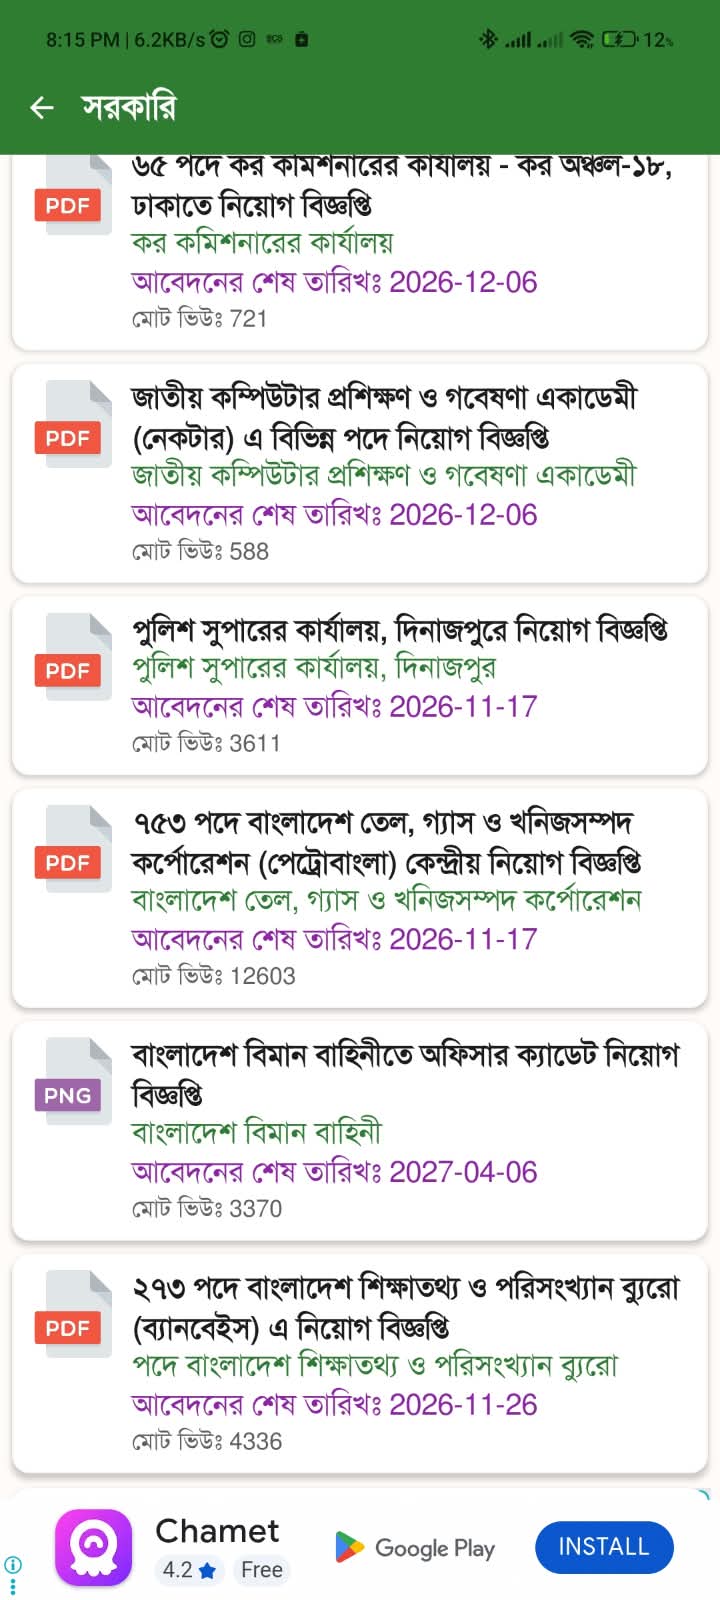 8:15 PM | 6.2KB/s
12%
সরকারি
৬৫ পদে কর কমিশনারের কার্যালয় - কর অঞ্চল-১৮,
PDF
ঢাকাতে নিয়োগ বিজ্ঞপ্তি
কর কমিশনারের কার্যালয়
আবেদনের শেষ তারিখঃ 2026-12-06
মোট ভিউঃ 721
জাতীয় কম্পিউটার প্রশিক্ষণ ও গবেষণা একাডেমী
PDF
(নেকটার) এ বিভিন্ন পদে নিয়োগ বিজ্ঞপ্তি
জাতীয় কম্পিউটার প্রশিক্ষণ ও গবেষণা একাডেমী
আবেদনের শেষ তারিখঃ 2026-12-06
মোট ভিউঃ 588
পুলিশ সুপারের কার্যালয়, দিনাজপুরে নিয়োগ বিজ্ঞপ্তি
PDF
পুলিশ সুপারের কার্যালয়, দিনাজপুর
আবেদনের শেষ তারিখঃ 2026-11-17
মোট ভিউঃ 3611
৭৫৩ পদে বাংলাদেশ তেল, গ্যাস ও খনিজসম্পদ
PDF
কর্পোরেশন (পেট্রোবাংলা) কেন্দ্রীয় নিয়োগ বিজ্ঞপ্তি
বাংলাদেশ তেল, গ্যাস ও খনিজসম্পদ কর্পোরেশন
আবেদনের শেষ তারিখঃ 2026-11-17
মোট ভিউঃ 12603
বাংলাদেশ বিমান বাহিনীতে অফিসার ক্যাডেট নিয়োগ
PNG
বিজ্ঞপ্তি
বাংলাদেশ বিমান বাহিনী
আবেদনের শেষ তারিখঃ 2027-04-06
মোট ভিউঃ 3370
২৭৩ পদে বাংলাদেশ শিক্ষাতথ্য ও পরিসংখ্যান ব্যুরো
PDF
(ব্যানবেইস) এ নিয়োগ বিজ্ঞপ্তি
পদে বাংলাদেশ শিক্ষাতথ্য ও পরিসংখ্যান ব্যুরো
আবেদনের শেষ তারিখঃ 2026-11-26
মোট ভিউঃ 4336
Chamet
4.2 ★ Free
Google Play
INSTALL